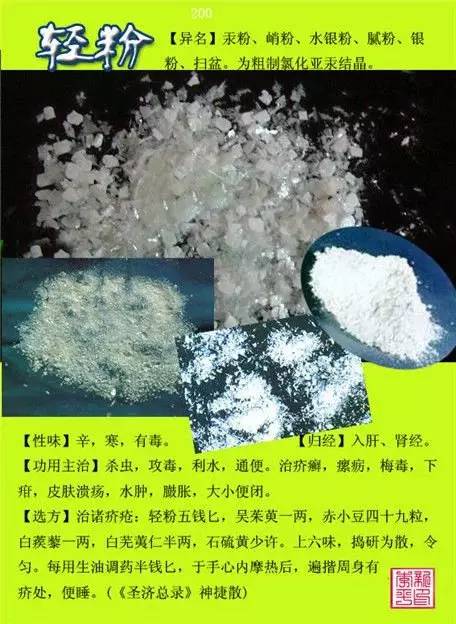 200
轻粉
【异名】汞粉、峭粉、水银粉、腻粉、银
粉、扫盆。为粗制氯化亚汞结晶。
【性味】辛，寒，有毒。
【归经】入肝、肾经。
【功用主治】杀虫，攻毒，利水，通便。治疥癣，瘰疬，梅毒，下
疳，皮肤溃疡，水肿，臌胀，大小便闭。
【选方】治诸疥疮：轻粉五钱匕，吴茱萸一两，赤小豆四十九粒，
白蒺藜一两，白芜荑仁半两，石硫黄少许。上六味，捣研为散，令
匀。每用生油调药半钱匕，于手心内摩热后，遍揩周身有
疥处，便睡。(《圣济总录》神捷散)